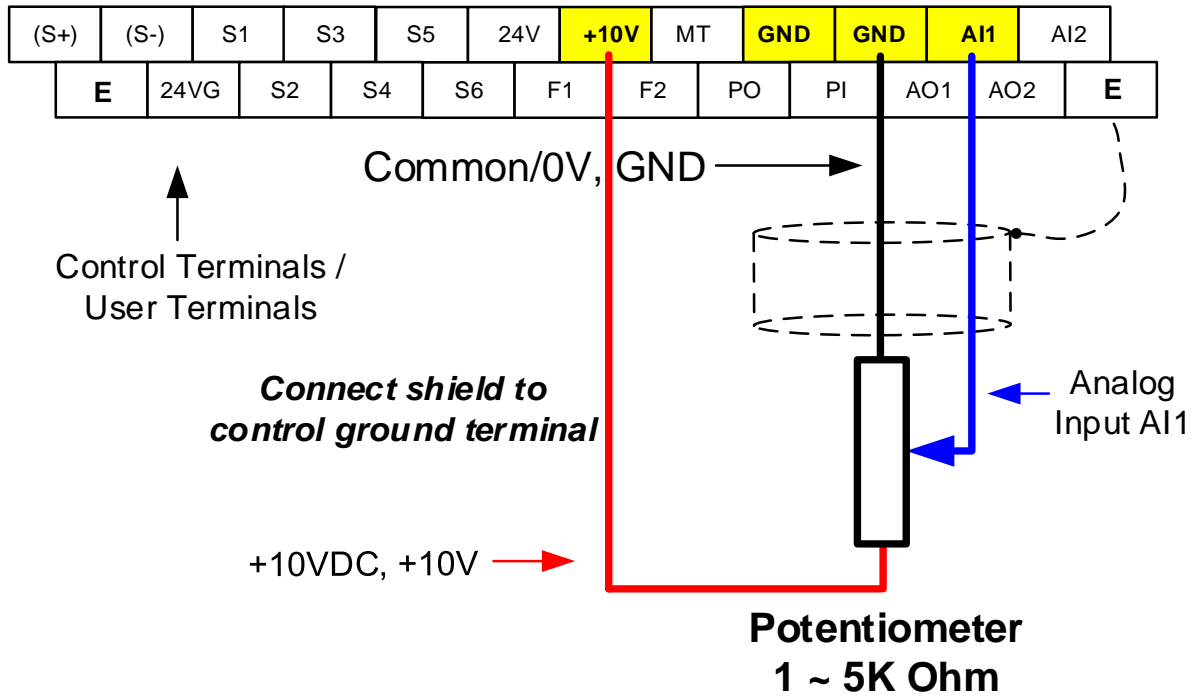 (S+) (S-) S1 S3 S5 24V +10V MT GND GND AI1 AI2
E 24VG S2 S4 S6 F1 F2 PO PI AO1 AO2 E
Common/0V, GND
Control Terminals /
User Terminals
Connect shield to
control ground terminal
Analog
Input AI1
+10VDC, +10V
Potentiometer
1 ~ 5K Ohm